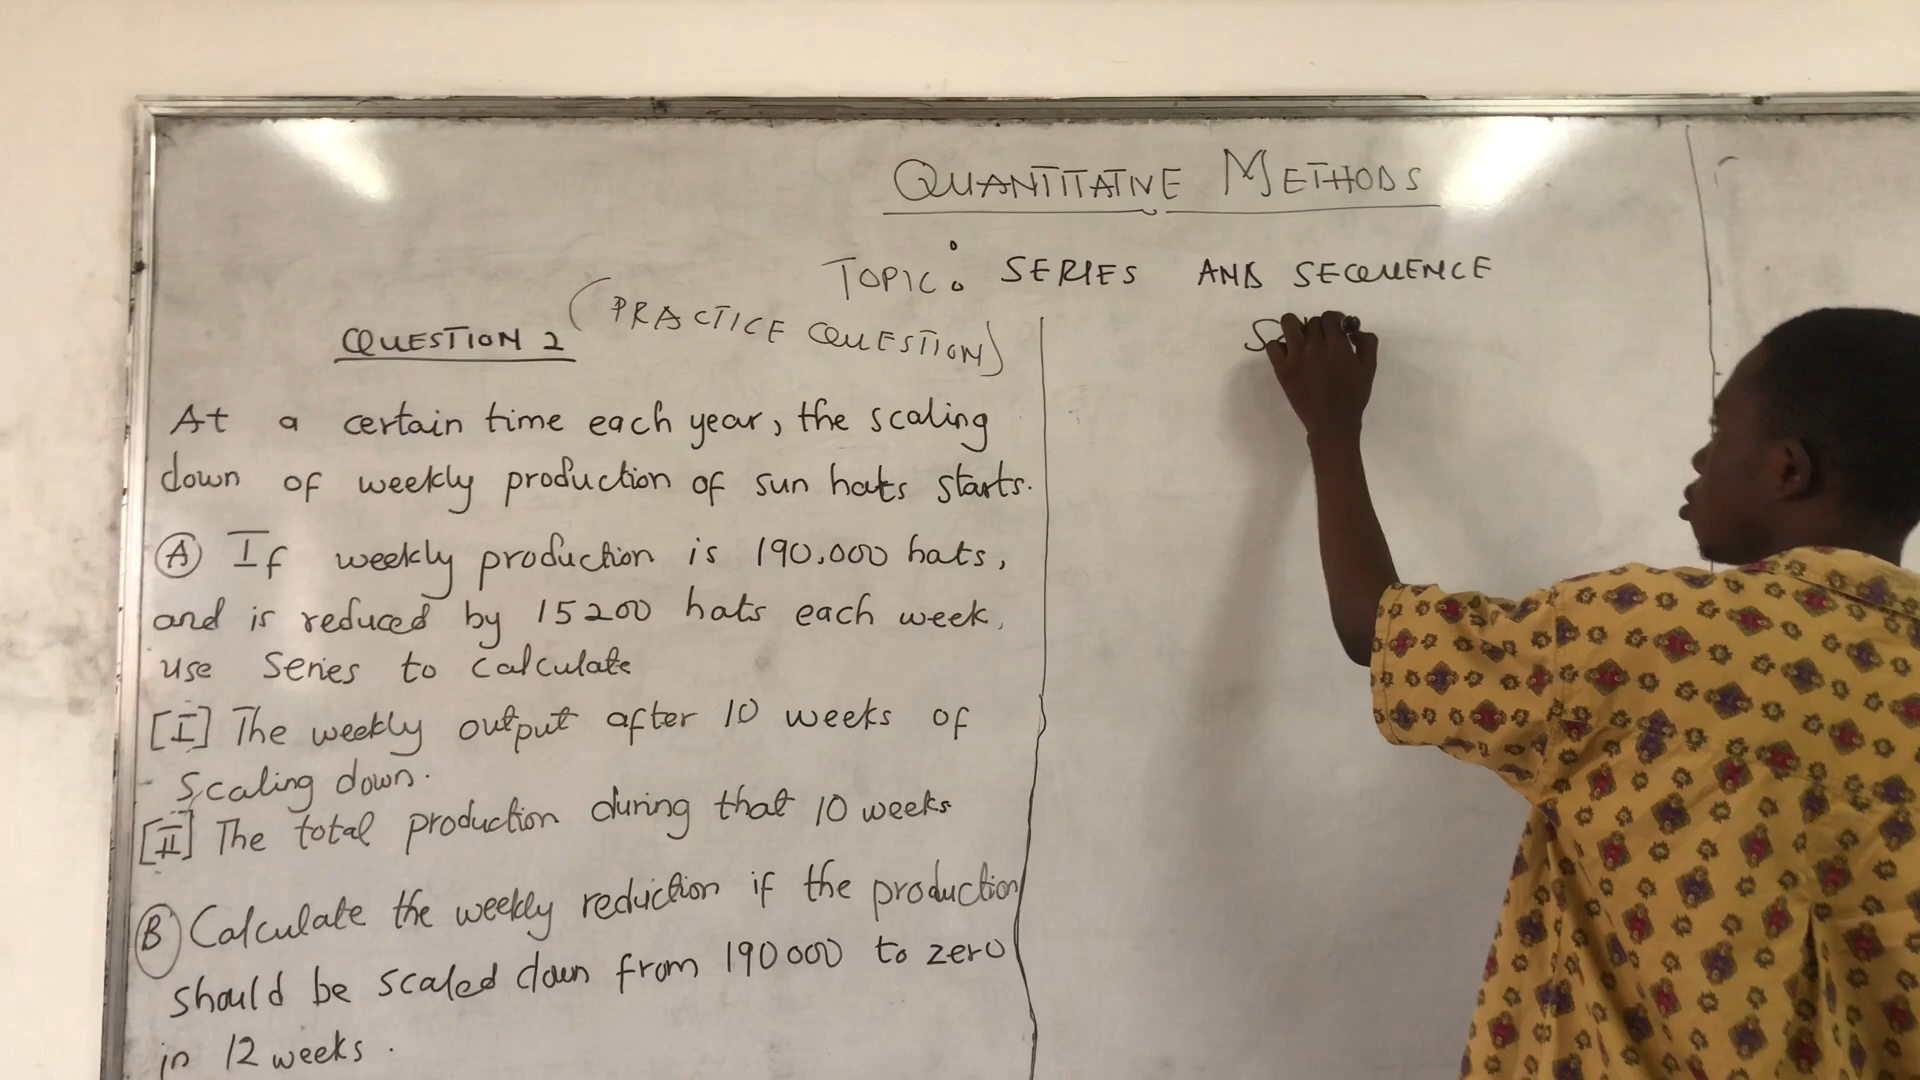 QUANTITATIVE METHODS
TOPIC: SERIES AND SEQUENCE
QUESTION 2 (PRACTICE QUESTION)
At a certain time each year, the scaling
down of weekly production of sun hats starts.
(A) If weekly production is 190,000 hats,
and is reduced by 15200 hats each week,
use series to calculate
[I] The weekly output after 10 weeks of
scaling down.
[II] The total production during that 10 weeks
(B) Calculate the weekly reduction if the production
should be scaled down from 190000 to zero
in 12 weeks.